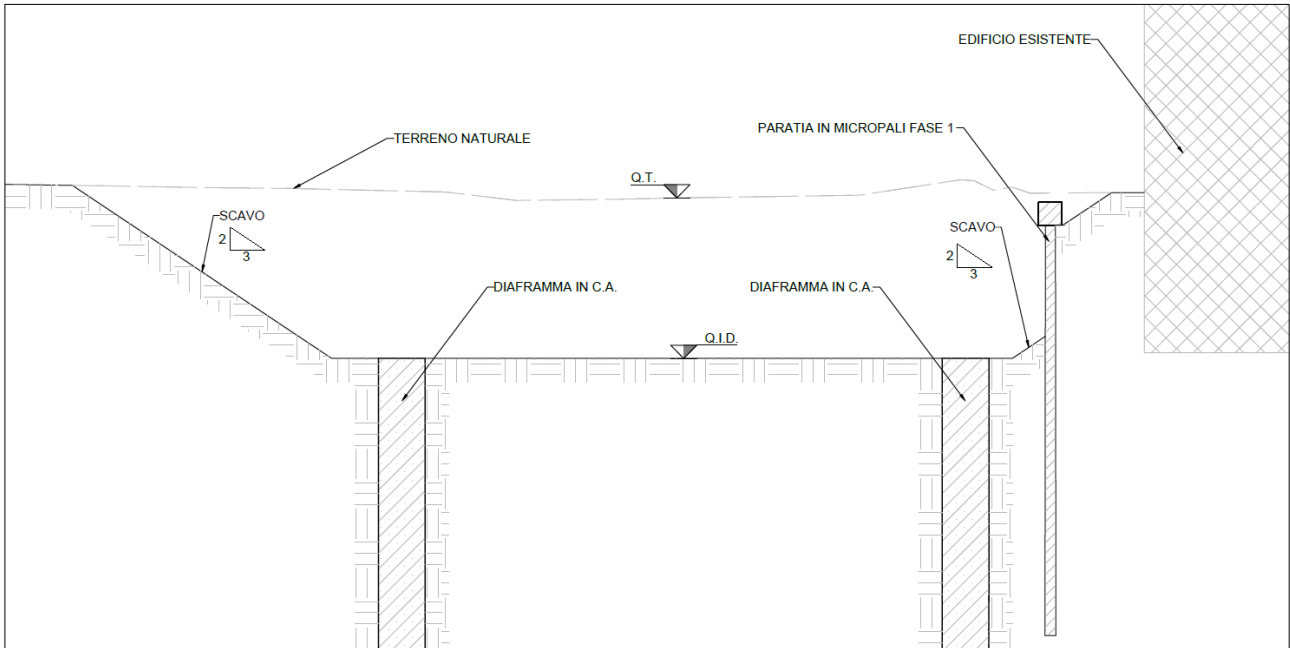 EDIFICIO ESISTENTE
PARATIA IN MICROPALI FASE 1
TERRENO NATURALE
Q.T.
SCAVO
2
3
SCAVO
2
3
DIAFRAMMA IN C.A.
DIAFRAMMA IN C.A.
Q.I.D.